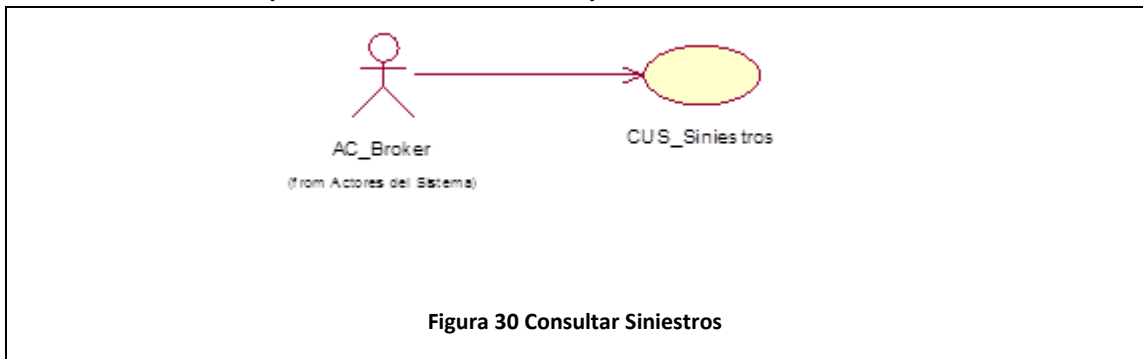 AC_Broker
(from Actores del Sistema)
CUS_Siniestros
Figura 30 Consultar Siniestros